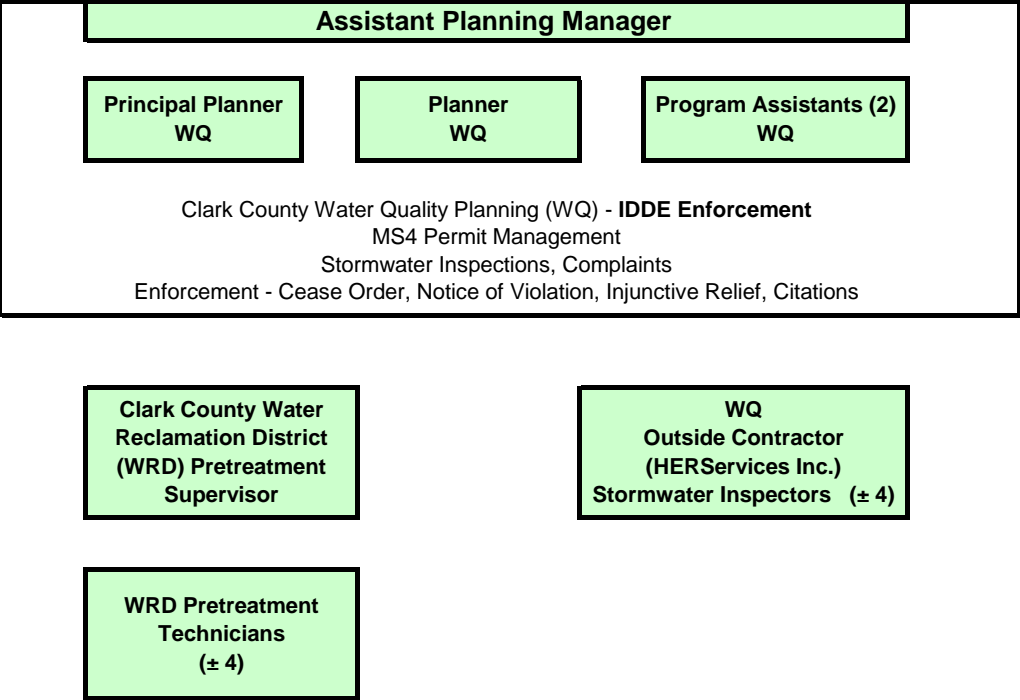 Assistant Planning Manager
Principal Planner
WQ
Planner
WQ
Program Assistants (2)
WQ
Clark County Water Quality Planning (WQ) - IDDE Enforcement
MS4 Permit Management
Stormwater Inspections, Complaints
Enforcement - Cease Order, Notice of Violation, Injunctive Relief, Citations
Clark County Water
Reclamation District
(WRD) Pretreatment
Supervisor
WQ
Outside Contractor
(HERServices Inc.)
Stormwater Inspectors (± 4)
WRD Pretreatment
Technicians
(± 4)